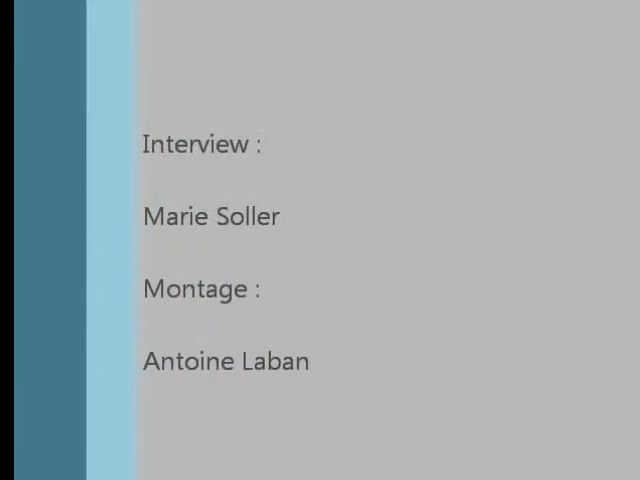 Interview :
Marie Soller
Montage :
Antoine Laban